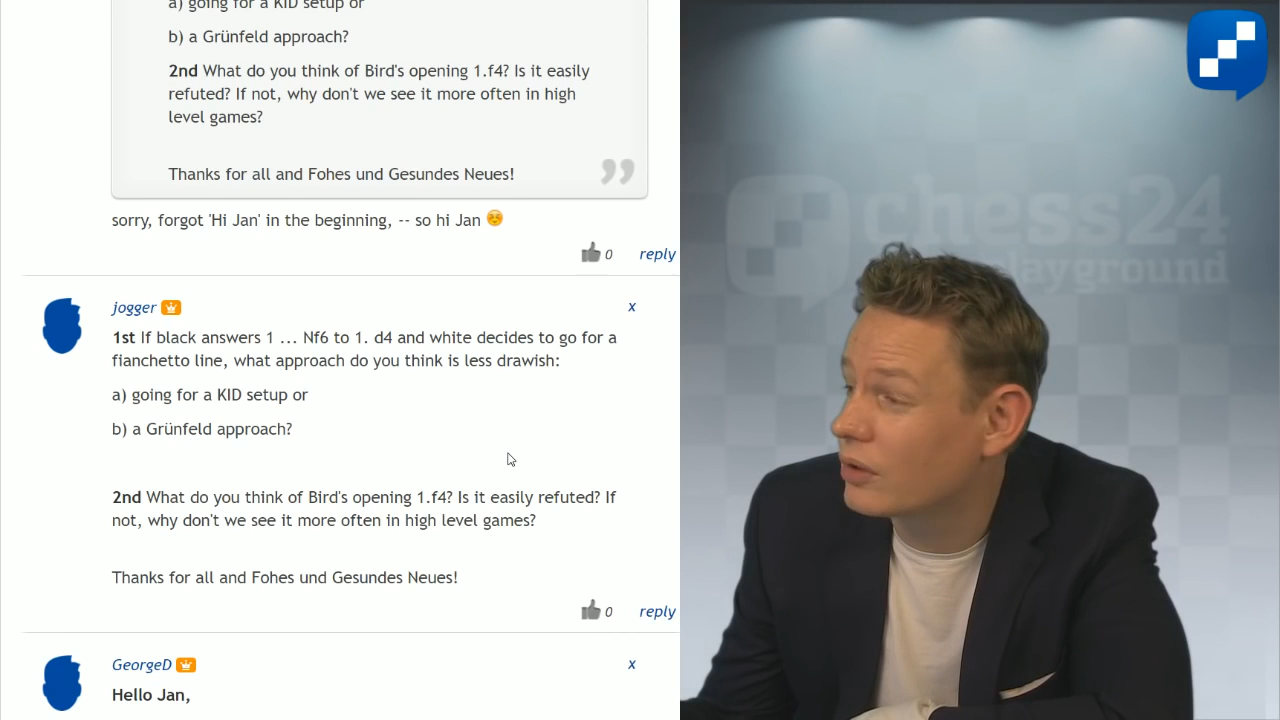 a) going for a KID setup or
b) a Grünfeld approach?
2nd What do you think of Bird's opening 1.f4? Is it easily
refuted? If not, why don't we see it more often in high
level games?
Thanks for all and Fohes und Gesundes Neues!
sorry, forgot 'Hi Jan' in the beginning, -- so hi Jan
0 reply
jogger x
1st If black answers 1 ... Nf6 to 1. d4 and white decides to go for a
fianchetto line, what approach do you think is less drawish:
a) going for a KID setup or
b) a Grünfeld approach?
2nd What do you think of Bird's opening 1.f4? Is it easily refuted? If
not, why don't we see it more often in high level games?
Thanks for all and Fohes und Gesundes Neues!
0 reply
GeorgeD x
Hello Jan,
chess24
playground